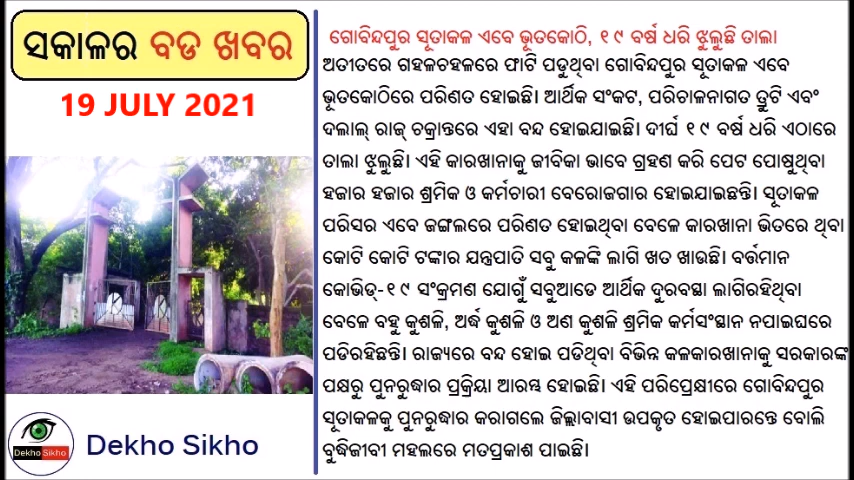 ସକାଳର ବଡ ଖବର
19 JULY 2021
Dekho Sikho
Dekho Sikho
ଗୋବିନ୍ଦପୁର ସୂତାକଳ ଏବେ ଭୂତକୋଠି, ୧୯ ବର୍ଷ ଧରି ଝୁଲୁଛି ତାଲା
ଅତୀତରେ ଗହଳଚହଳରେ ଫାଟି ପଡୁଥିବା ଗୋବିନ୍ଦପୁର ସୂତାକଳ ଏବେ
ଭୂତକୋଠିରେ ପରିଣତ ହୋଇଛି। ଆର୍ଥିକ ସଂକଟ, ପରିଚାଳନାଗତ ତ୍ରୁଟି ଏବଂ
ଦଲାଲ୍ ରାଜ୍ ଚକ୍ରାନ୍ତରେ ଏହା ବନ୍ଦ ହୋଇଯାଇଛି। ଦୀର୍ଘ ୧୯ ବର୍ଷ ଧରି ଏଠାରେ
ତାଲା ଝୁଲୁଛି। ଏହି କାରଖାନାକୁ ଜୀବିକା ଭାବେ ଗ୍ରହଣ କରି ପେଟ ପୋଷୁଥିବା
ହଜାର ହଜାର ଶ୍ରମିକ ଓ କର୍ମଚାରୀ ବେରୋଜଗାର ହୋଇଯାଇଛନ୍ତି। ସୂତାକଳ
ପରିସର ଏବେ ଜଙ୍ଗଲରେ ପରିଣତ ହୋଇଥିବା ବେଳେ କାରଖାନା ଭିତରେ ଥିବା
କୋଟି କୋଟି ଟଙ୍କାର ଯନ୍ତ୍ରପାତି ସବୁ କଳଙ୍କି ଲାଗି ଖତ ଖାଉଛି। ବର୍ତ୍ତମାନ
କୋଭିଡ୍-୧୯ ସଂକ୍ରମଣ ଯୋଗୁଁ ସବୁଆଡେ ଆର୍ଥିକ ଦୁରବସ୍ଥା ଲାଗିରହିଥିବା
ବେଳେ ବହୁ କୁଶଳି, ଅର୍ଦ୍ଧ କୁଶଳି ଓ ଅଣ କୁଶଳି ଶ୍ରମିକ କର୍ମସଂସ୍ଥାନ ନପାଇଘରେ
ପଡିରହିଛନ୍ତି। ରାଜ୍ୟରେ ବନ୍ଦ ହୋଇ ପଡିଥିବା ବିଭିନ୍ନ କଳକାରଖାନାକୁ ସରକାରଙ୍କ
ପକ୍ଷରୁ ପୁନରୁଦ୍ଧାର ପ୍ରକ୍ରିୟା ଆରମ୍ଭ ହୋଇଛି। ଏହି ପରିପ୍ରେକ୍ଷୀରେ ଗୋବିନ୍ଦପୁର
ସୂତାକଳକୁ ପୁନରୁଦ୍ଧାର କରାଗଲେ ଜିଲ୍ଲାବାସୀ ଉପକୃତ ହୋଇପାରନ୍ତେ ବୋଲି
ବୁଦ୍ଧିଜୀବୀ ମହଲରେ ମତପ୍ରକାଶ ପାଇଛି।